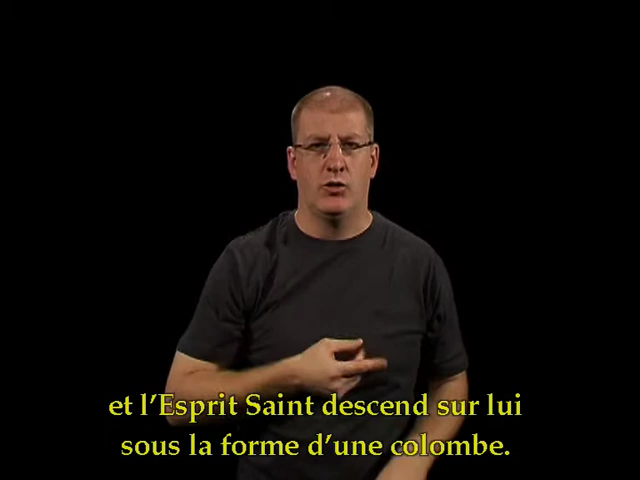 et l’Esprit Saint descend sur lui
sous la forme d’une colombe.